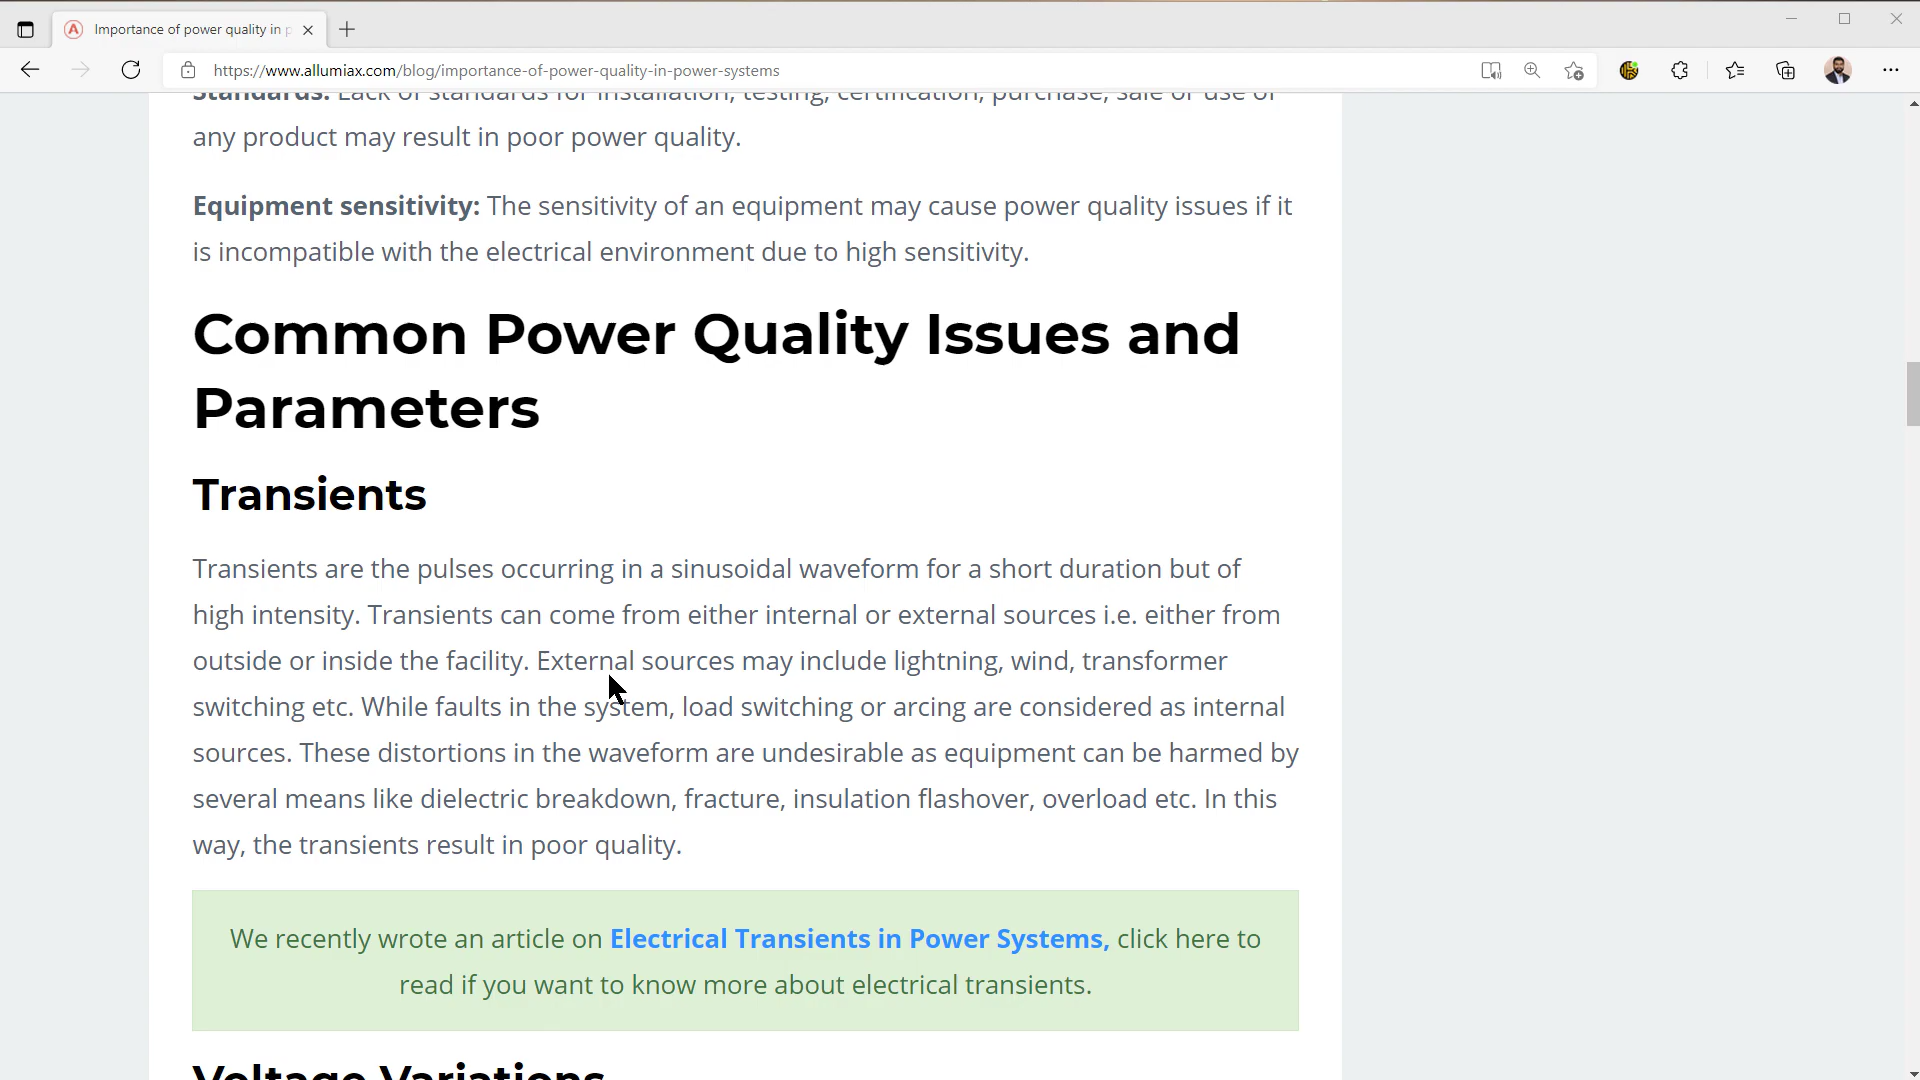 Importance of power quality in p
https://www.allumiax.com/blog/importance-of-power-quality-in-power-systems
Standards: Lack of standards for installation, testing, certification, purchase, sale or use of
any product may result in poor power quality.
Equipment sensitivity: The sensitivity of an equipment may cause power quality issues if it
is incompatible with the electrical environment due to high sensitivity.
Common Power Quality Issues and
Parameters
Transients
Transients are the pulses occurring in a sinusoidal waveform for a short duration but of
high intensity. Transients can come from either internal or external sources i.e. either from
outside or inside the facility. External sources may include lightning, wind, transformer
switching etc. While faults in the system, load switching or arcing are considered as internal
sources. These distortions in the waveform are undesirable as equipment can be harmed by
several means like dielectric breakdown, fracture, insulation flashover, overload etc. In this
way, the transients result in poor quality.
We recently wrote an article on Electrical Transients in Power Systems, click here to
read if you want to know more about electrical transients.
Voltage Variations